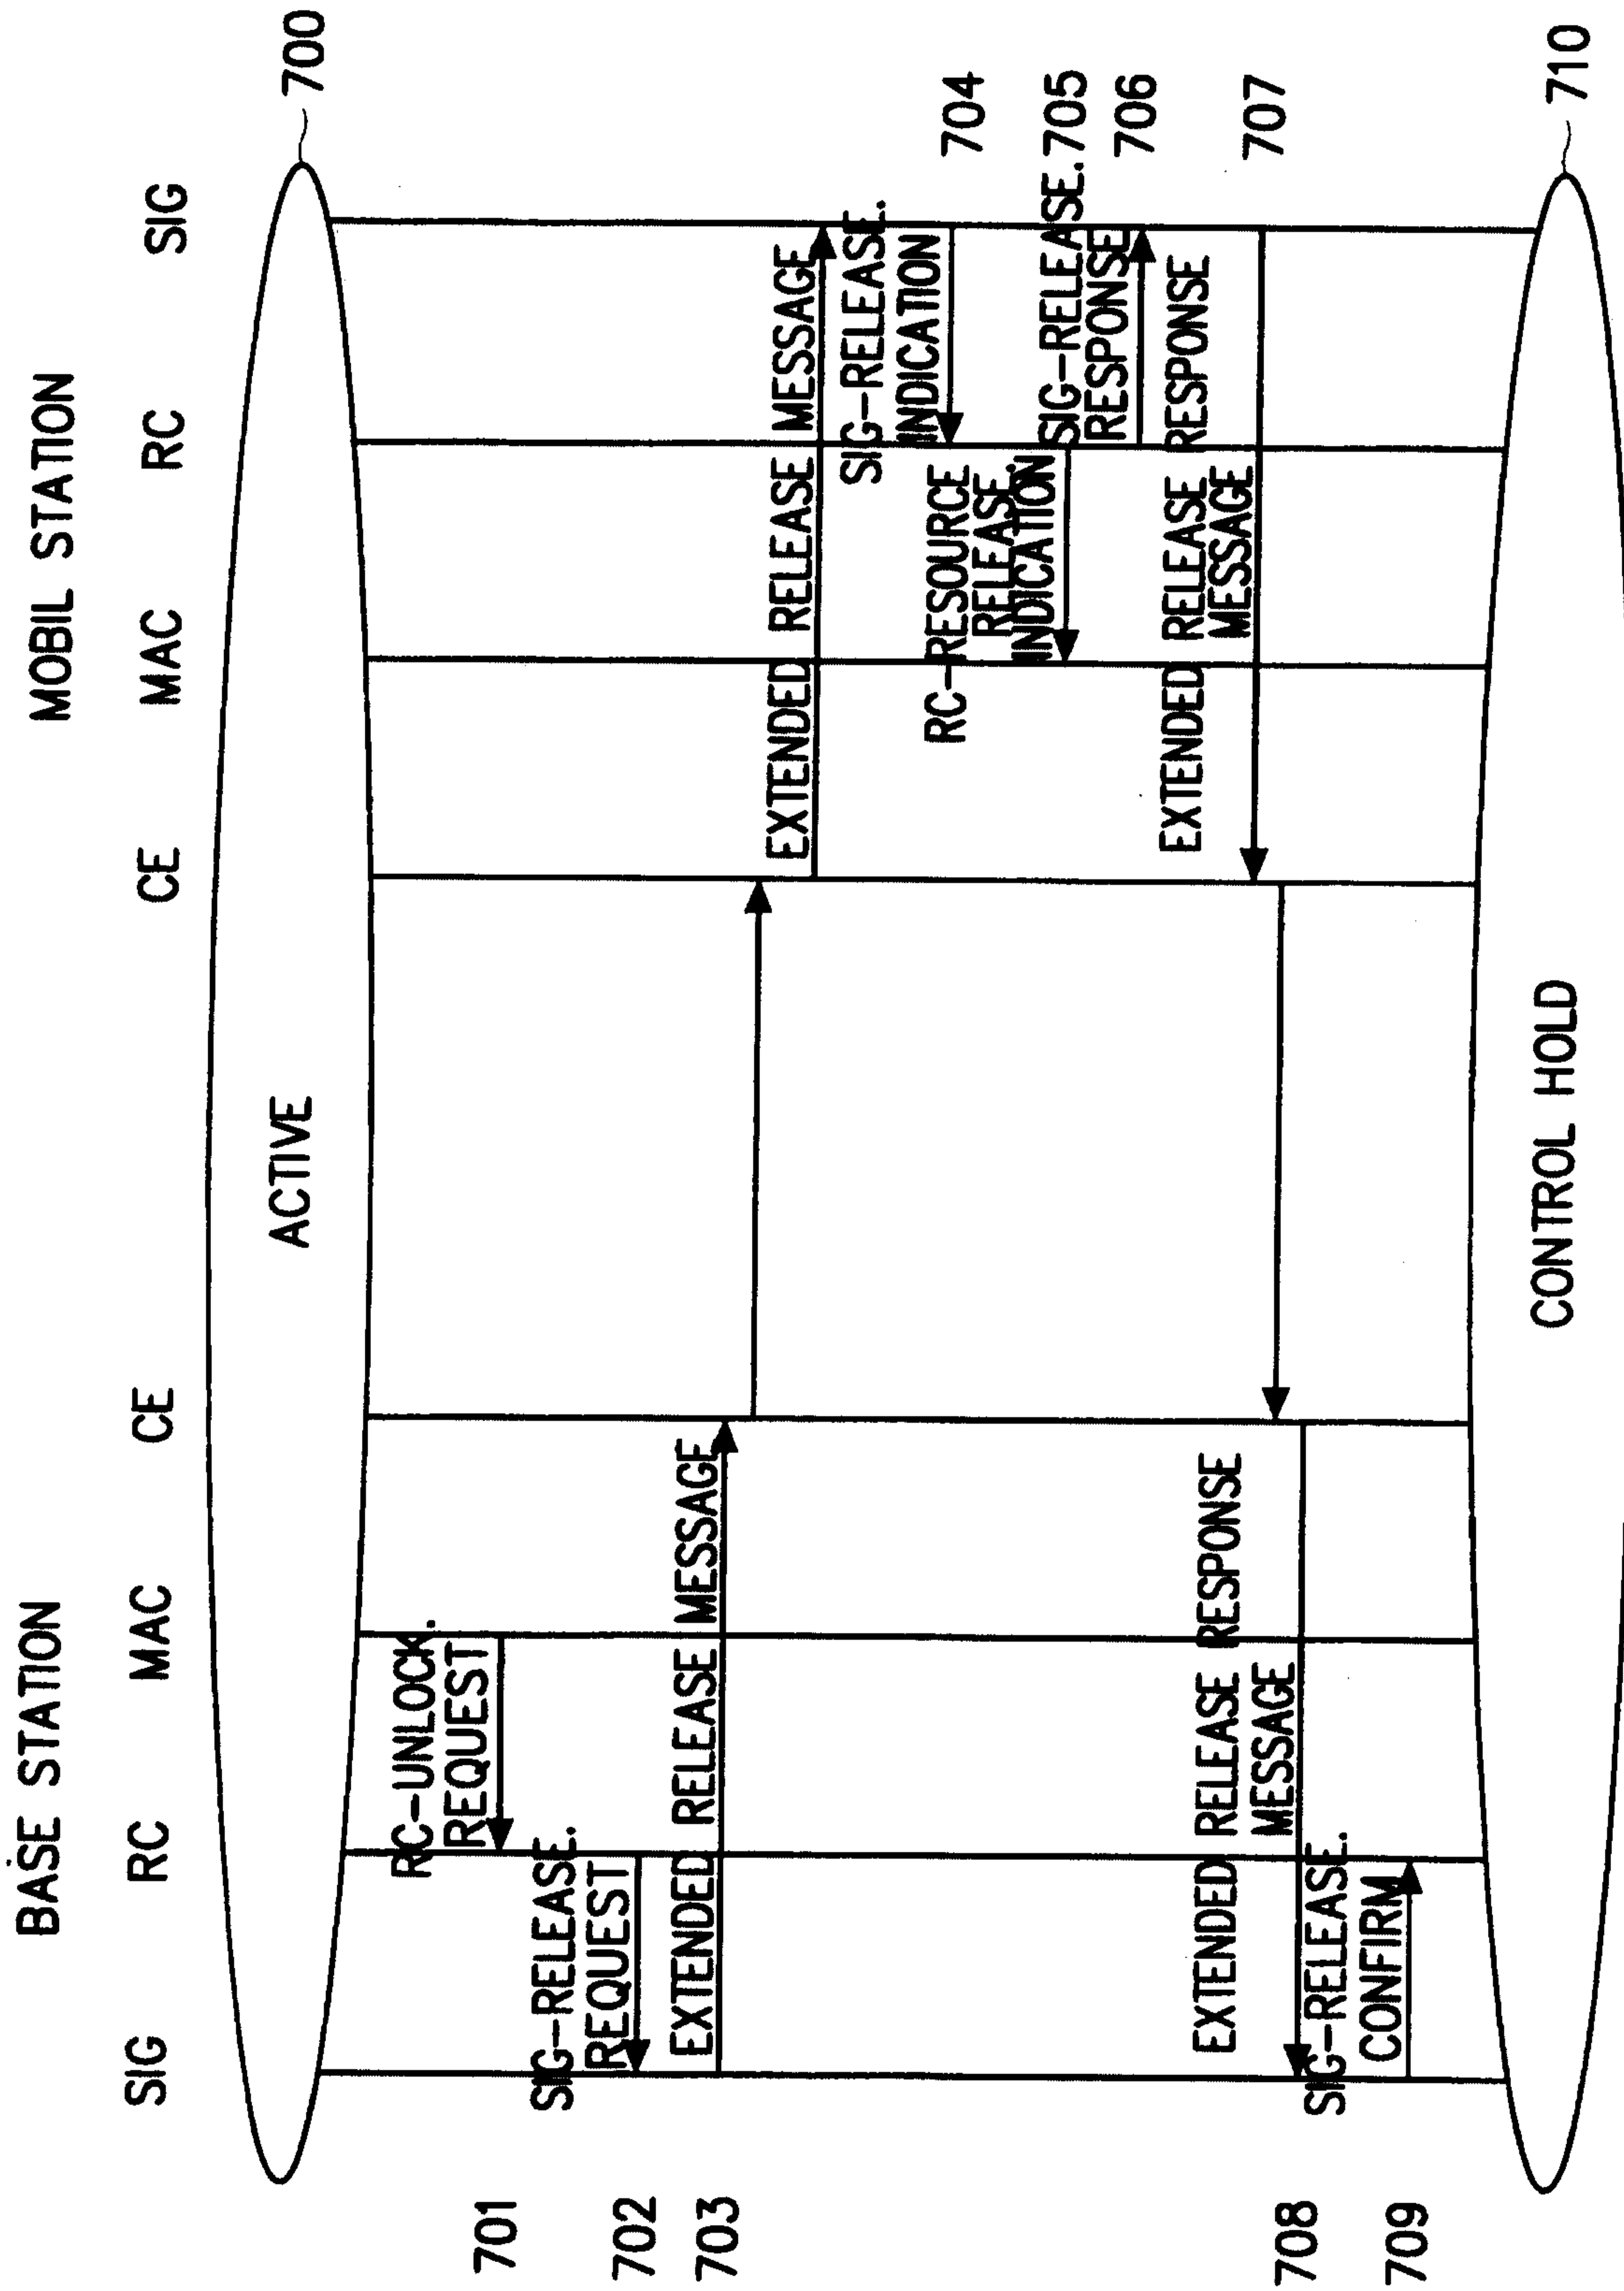 BASE STATION
MOBIL STATION
SIG
RC
MAC
CE
CE
MAC
RC
SIG
ACTIVE
700
701
RC-UNLOCK.
REQUEST
702
SIG-RELEASE.
REQUEST
703
EXTENDED RELEASE MESSAGE
EXTENDED RELEASE MESSAGE
SIG-RELEASE.
INDICATION
704
RC-RESOURCE
RELEASE.
INDICATION
705
SIG-RELEASE.
RESPONSE
706
EXTENDED RELEASE RESPONSE
MESSAGE
707
708
EXTENDED RELEASE RESPONSE
MESSAGE
709
SIG-RELEASE.
CONFIRM
CONTROL HOLD
710